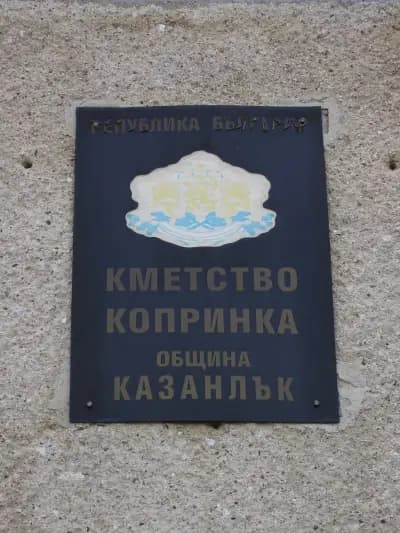 РЕПУБЛИКА БЪЛГАРИЯ
КМЕТСТВО
КОПРИНКА
ОБЩИНА
КАЗАНЛЪК